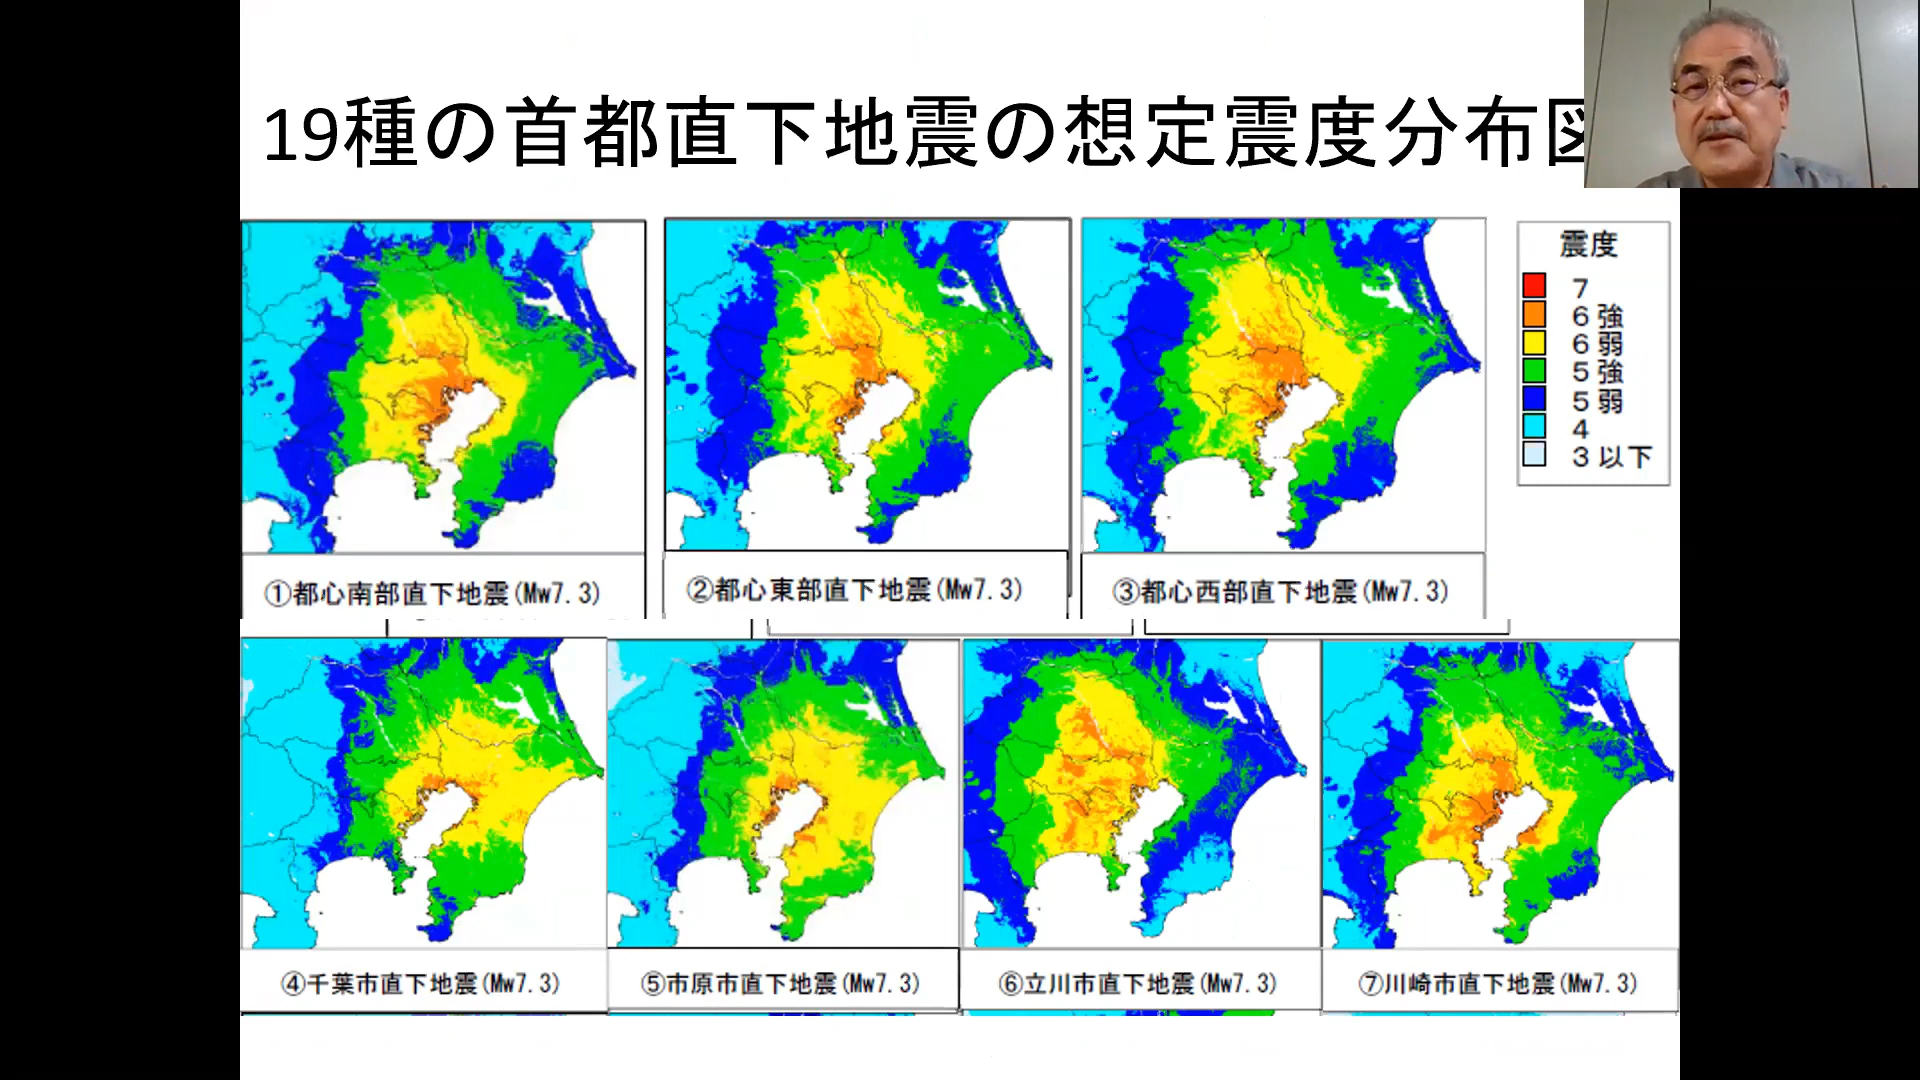 19種の首都直下地震の想定震度分布図
震度
7
6強
6弱
5強
5弱
4
3以下
①都心南部直下地震(Mw7.3)
②都心東部直下地震(Mw7.3)
③都心西部直下地震(Mw7.3)
④千葉市直下地震(Mw7.3)
⑤市原市直下地震(Mw7.3)
⑥立川市直下地震(Mw7.3)
⑦川崎市直下地震(Mw7.3)